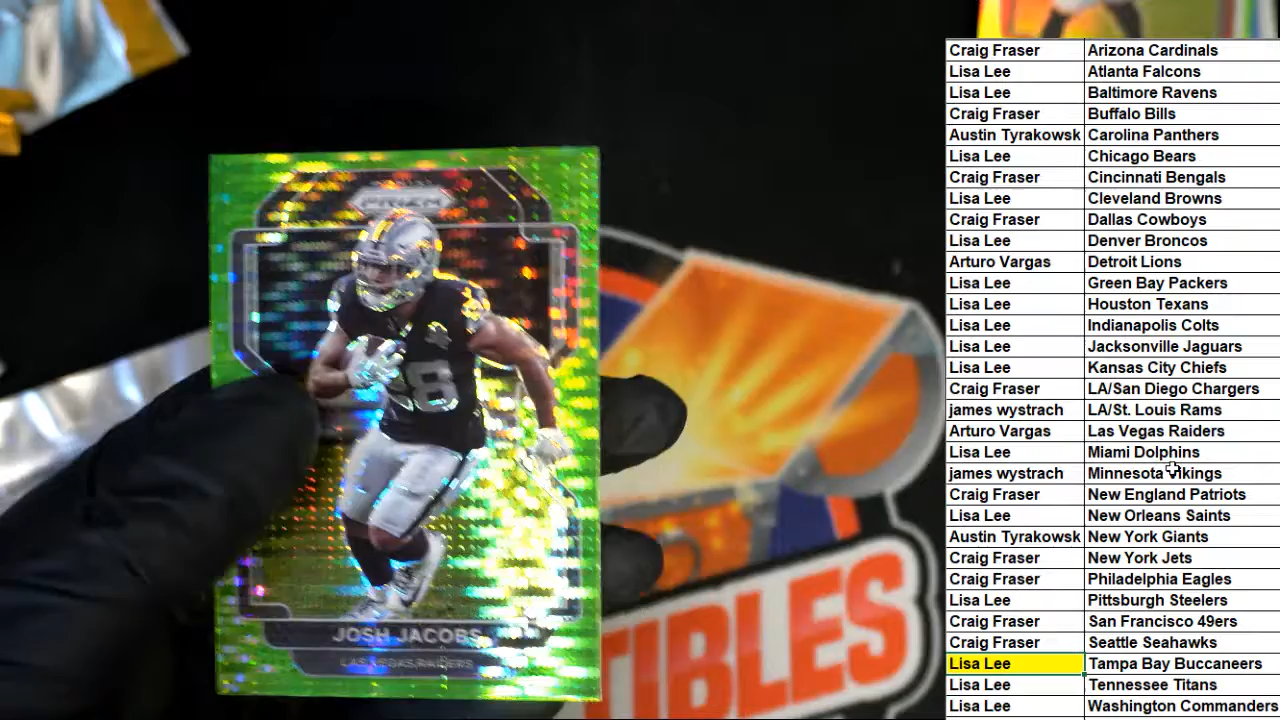 PRIZM
28
JOSH JACOBS
LAS VEGAS RAIDERS
TIBLES
Craig Fraser Arizona Cardinals
Lisa Lee Atlanta Falcons
Lisa Lee Baltimore Ravens
Craig Fraser Buffalo Bills
Austin Tyrakowsk Carolina Panthers
Lisa Lee Chicago Bears
Craig Fraser Cincinnati Bengals
Lisa Lee Cleveland Browns
Craig Fraser Dallas Cowboys
Lisa Lee Denver Broncos
Arturo Vargas Detroit Lions
Lisa Lee Green Bay Packers
Lisa Lee Houston Texans
Lisa Lee Indianapolis Colts
Lisa Lee Jacksonville Jaguars
Lisa Lee Kansas City Chiefs
Craig Fraser LA/San Diego Chargers
james wystrach LA/St. Louis Rams
Arturo Vargas Las Vegas Raiders
Lisa Lee Miami Dolphins
james wystrach Minnesota Vikings
Craig Fraser New England Patriots
Lisa Lee New Orleans Saints
Austin Tyrakowsk New York Giants
Craig Fraser New York Jets
Craig Fraser Philadelphia Eagles
Lisa Lee Pittsburgh Steelers
Craig Fraser San Francisco 49ers
Craig Fraser Seattle Seahawks
Lisa Lee Tampa Bay Buccaneers
Lisa Lee Tennessee Titans
Lisa Lee Washington Commanders